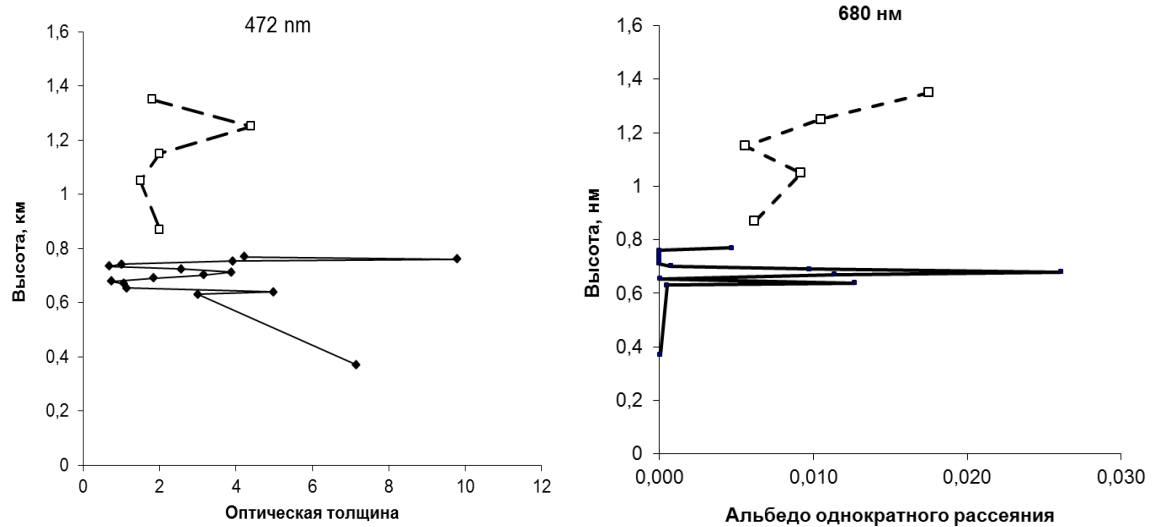 472 nm
1,6
1,4
1,2
1
0,8
0,6
0,4
0,2
0
0 2 4 6 8 10 12
Высота, км
Оптическая толщина
680 нм
1,6
1,4
1,2
1
0,8
0,6
0,4
0,2
0
0,000 0,010 0,020 0,030
Высота, нм
Альбедо однократного рассеяния